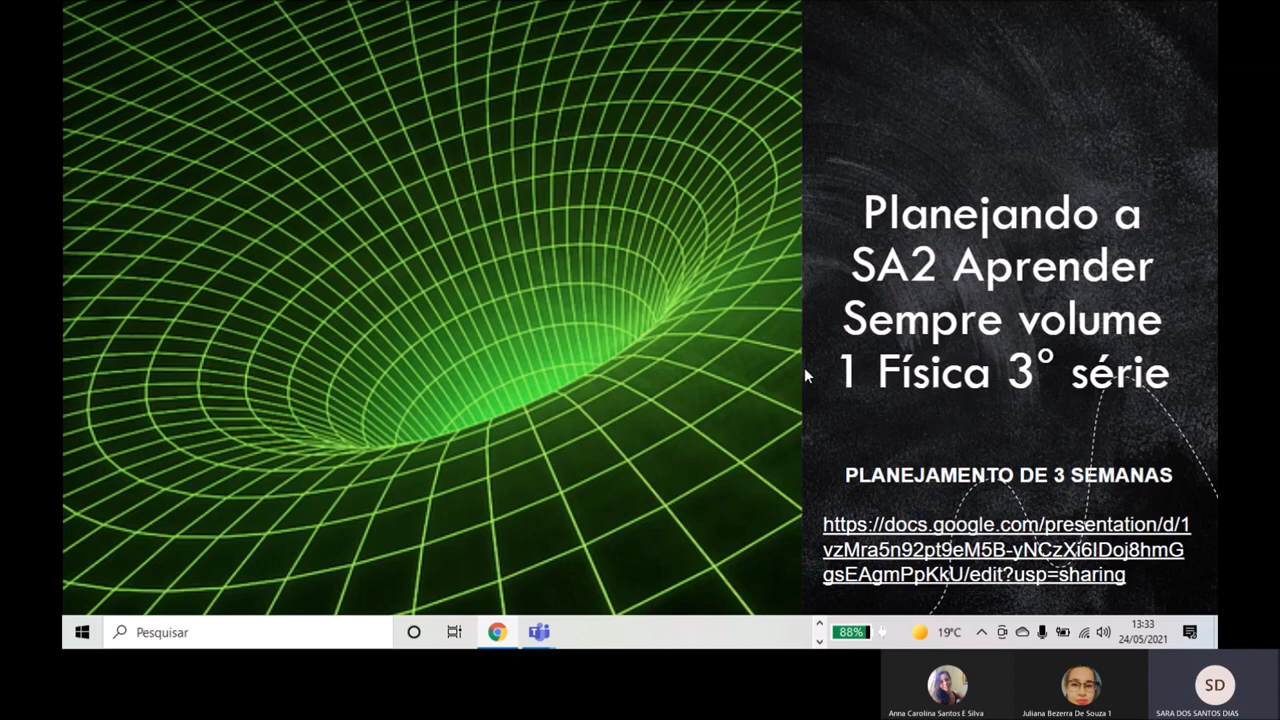 Planejando a
SA2 Aprender
Sempre volume
1 Física 3° série
PLANEJAMENTO DE 3 SEMANAS
https://docs.google.com/presentation/d/1
vzMra5n92pt9eM5B-yNCzXi6IDoj8hmG
gsEAgmPpKkU/edit?usp=sharing
Pesquisar
88%
19°C
13:33
24/05/2021
SD
Anna Carolina Santos E Silva
Juliana Bezerra De Souza 1
SARA DOS SANTOS DIAS